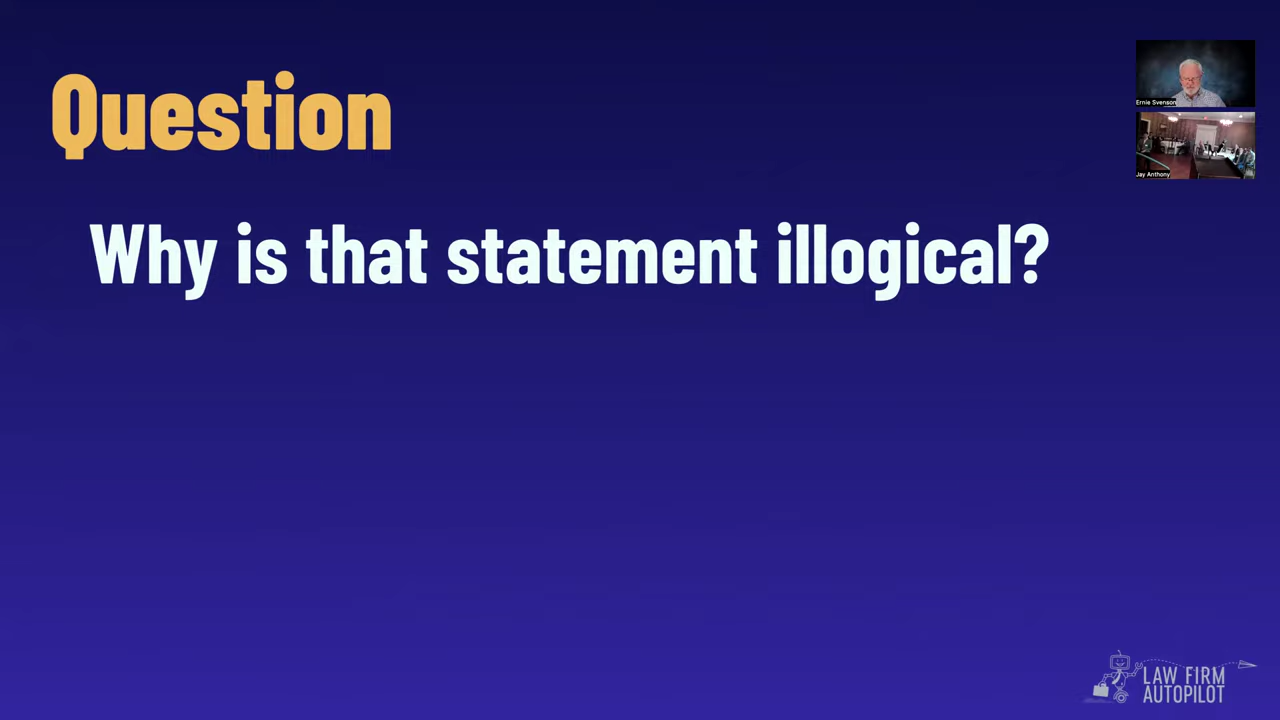 Question
Why is that statement illogical?
Ernie Svenson
Jay Anthony
LAW FIRM
AUTOPILOT